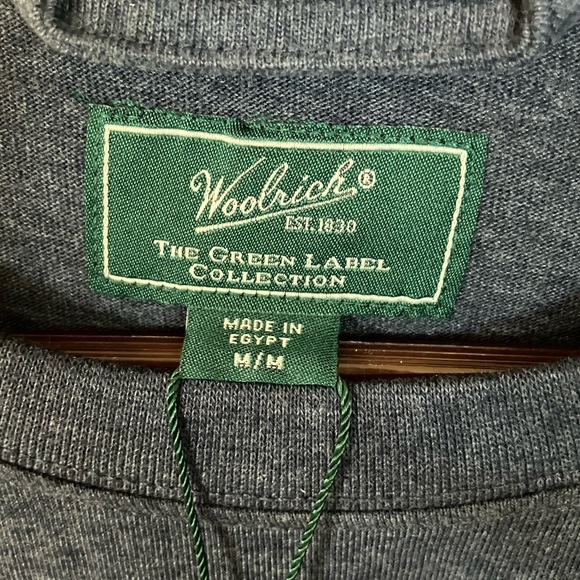 Woolrich®
EST. 1830
THE GREEN LABEL
COLLECTION
MADE IN
EGYPT
M/M